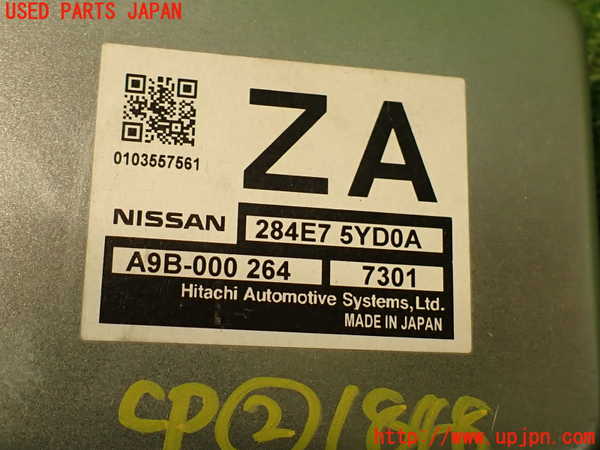 USED PARTS JAPAN
ZA
0103557561
NISSAN 284E7 5YD0A
A9B-000 264 7301
Hitachi Automotive Systems,Ltd.
MADE IN JAPAN
CP②1848
http://www.upjpn.com/